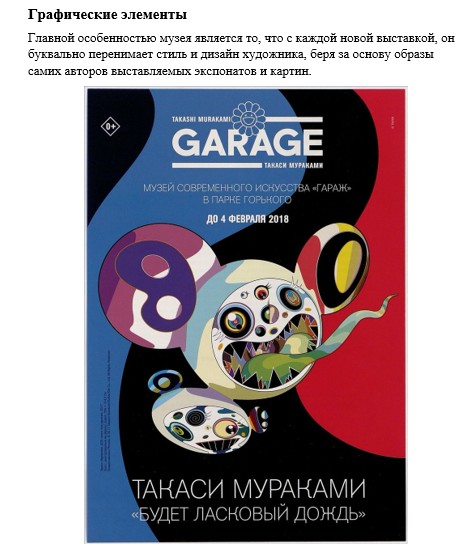 Графические элементы
Главной особенностью музея является то, что с каждой новой выставкой, он
буквально перенимает стиль и дизайн художника, беря за основу образы
самих авторов выставляемых экспонатов и картин.
TAKASHI MURAKAMI
0+
GARAGE
ТАКАСИ МУРАКАМИ
МУЗЕЙ СОВРЕМЕННОГО ИСКУССТВА «ГАРАЖ»
В ПАРКЕ ГОРЬКОГО
ДО 4 ФЕВРАЛЯ 2018
ТАКАСИ МУРАКАМИ
«БУДЕТ ЛАСКОВЫЙ ДОЖДЬ»